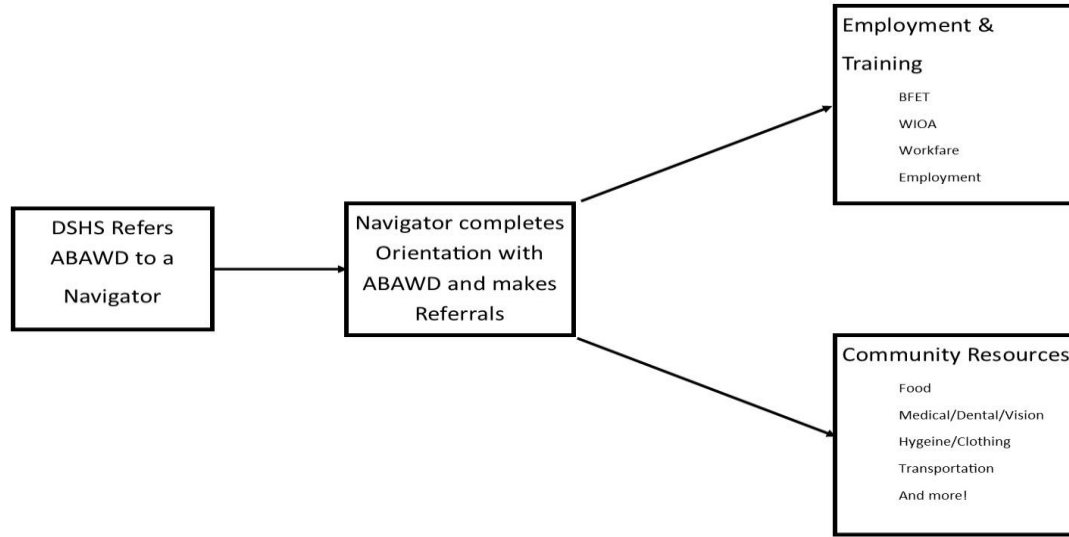 DSHS Refers
ABAWD to a
Navigator
Navigator completes
Orientation with
ABAWD and makes
Referrals
Employment &
Training
BFET
WIOA
Workfare
Employment
Community Resources
Food
Medical/Dental/Vision
Hygeine/Clothing
Transportation
And more!